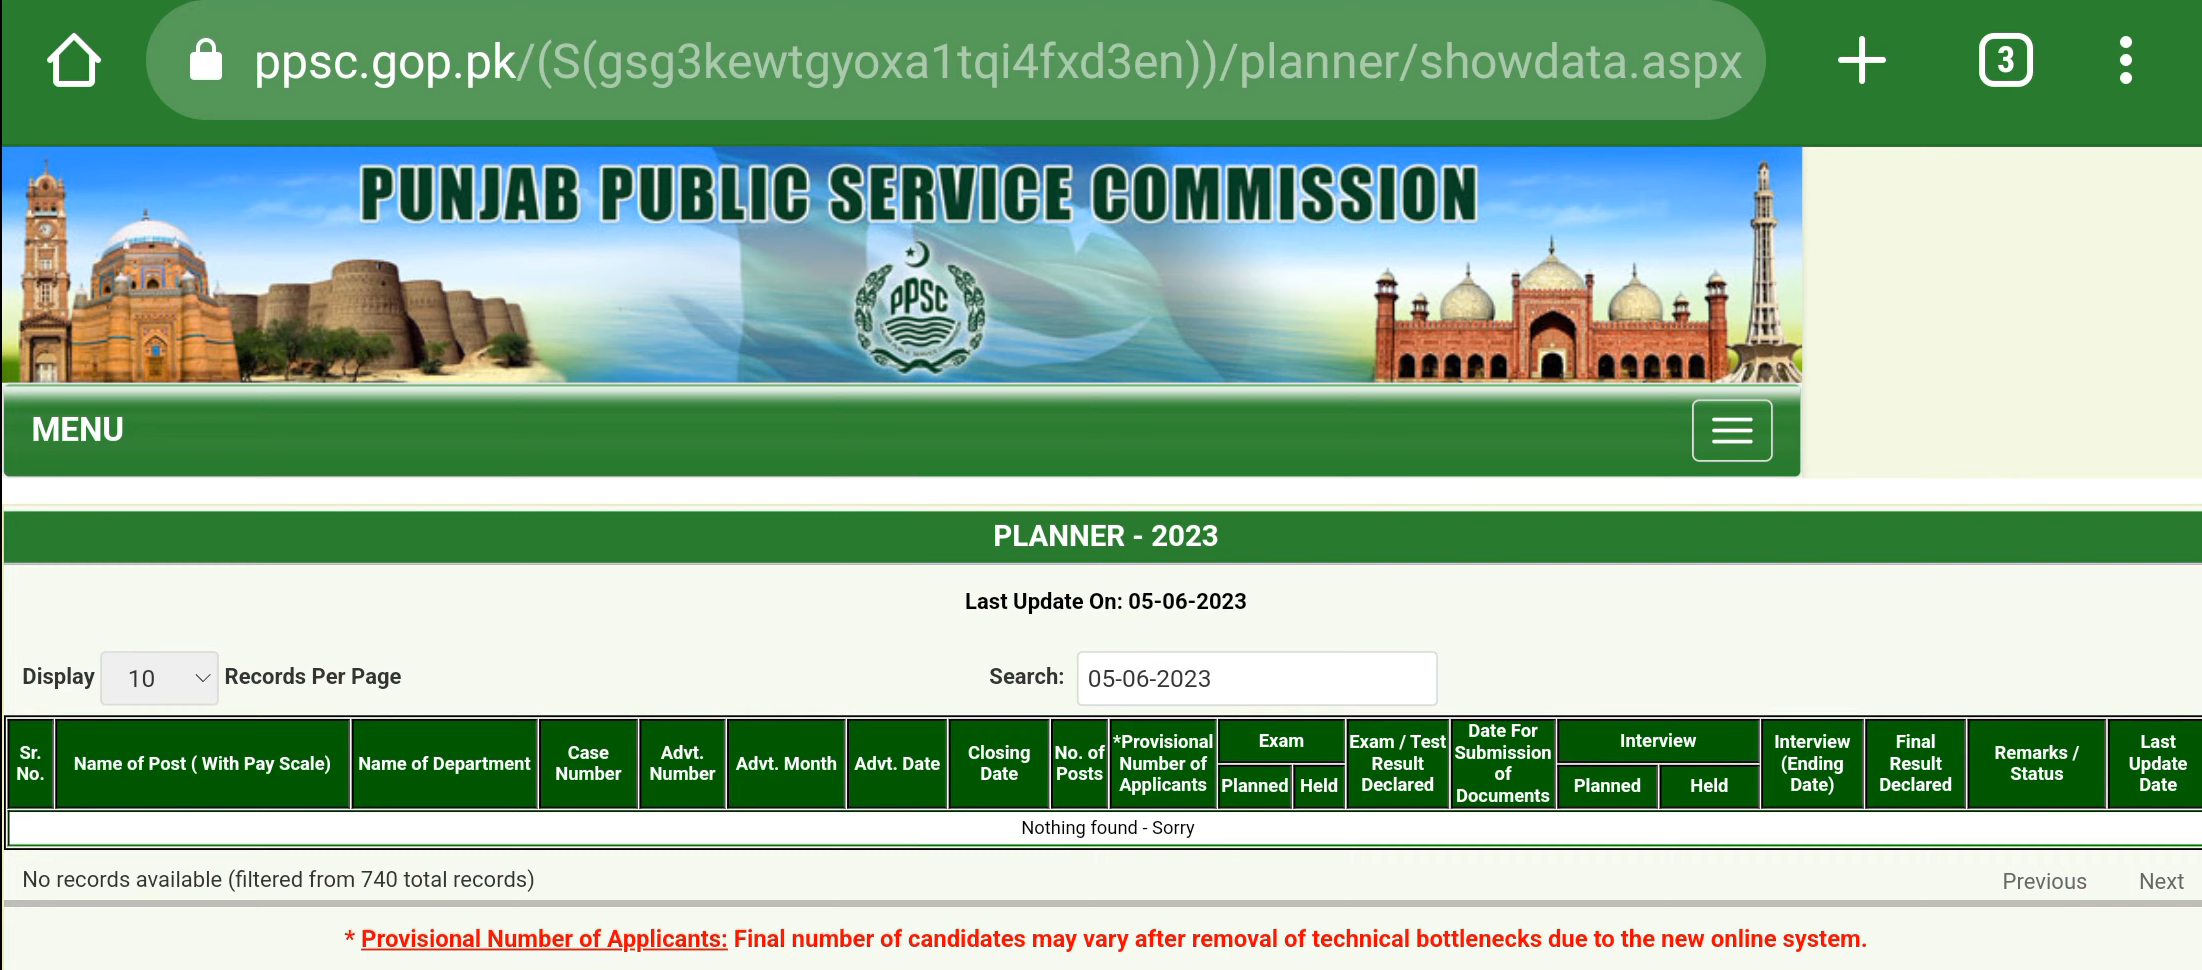 ppsc.gop.pk/(S(gsg3kewtgyoxa1tqi4fxd3en))/planner/showdata.aspx
3
PUNJAB PUBLIC SERVICE COMMISSION
PPSC
MENU
PLANNER - 2023
Last Update On: 05-06-2023
Display 10 Records Per Page
Search: 05-06-2023
Sr. No.
Name of Post ( With Pay Scale)
Name of Department
Case Number
Advt. Number
Advt. Month
Advt. Date
Closing Date
No. of Posts
*Provisional Number of Applicants
Exam
Planned
Held
Exam / Test Result Declared
Date For Submission of Documents
Interview
Planned
Held
Interview (Ending Date)
Final Result Declared
Remarks / Status
Last Update Date
Nothing found - Sorry
No records available (filtered from 740 total records)
Previous Next
* Provisional Number of Applicants: Final number of candidates may vary after removal of technical bottlenecks due to the new online system.